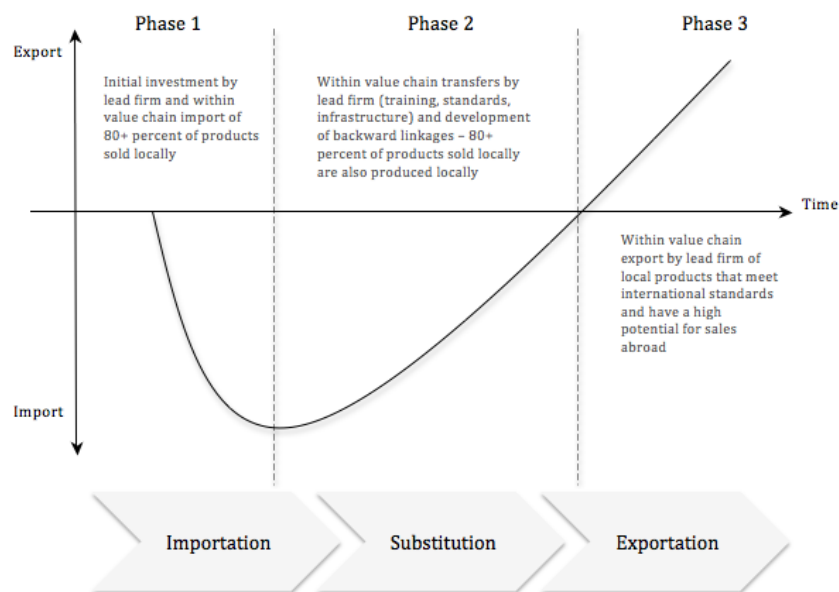 Phase 1
Phase 2
Phase 3
Export
Initial investment by
lead firm and within
value chain import of
80+ percent of products
sold locally
Within value chain transfers by
lead firm (training, standards,
infrastructure) and development
of backward linkages – 80+
percent of products sold locally
are also produced locally
Time
Within value chain
export by lead firm of
local products that meet
international standards
and have a high
potential for sales
abroad
Import
Importation
Substitution
Exportation